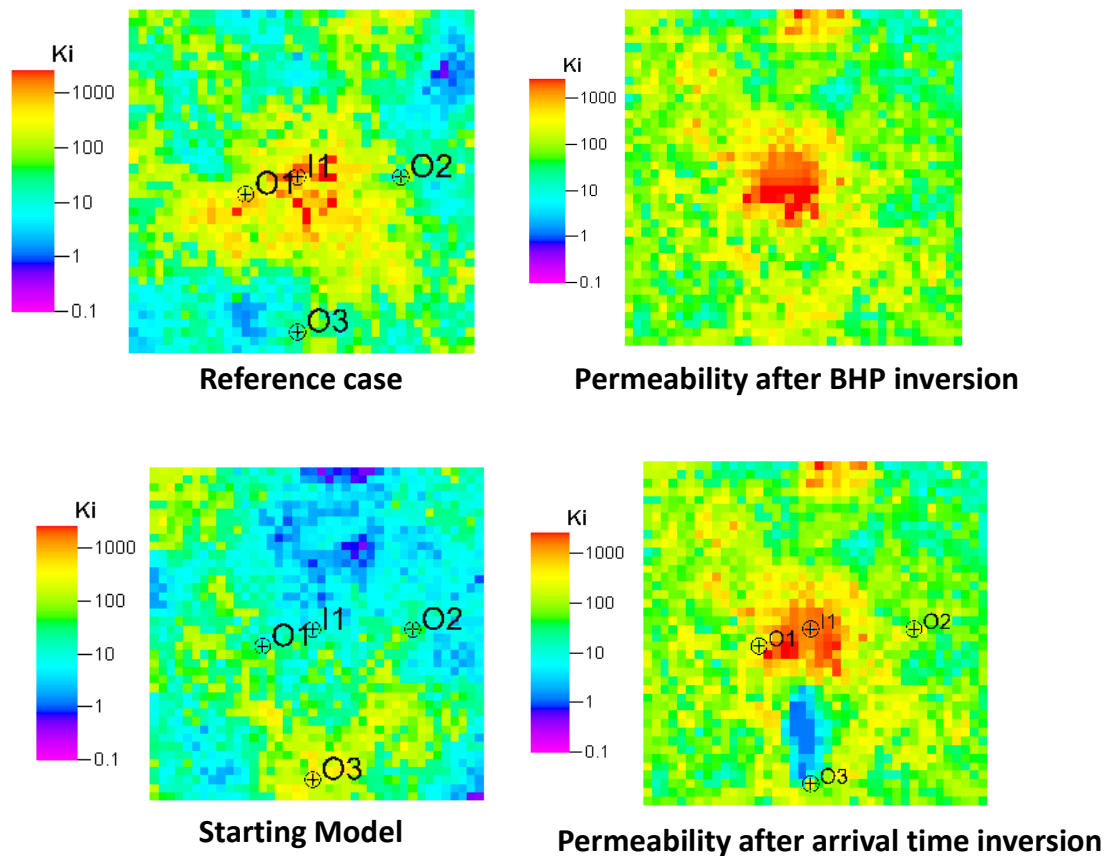 Ki
1000
100
10
1
0.1
O1
I1
O2
O3
Reference case
Ki
1000
100
10
1
0.1
Permeability after BHP inversion
Ki
1000
100
10
1
0.1
O1
I1
O2
O3
Starting Model
Ki
1000
100
10
1
0.1
O1
I1
O2
O3
Permeability after arrival time inversion